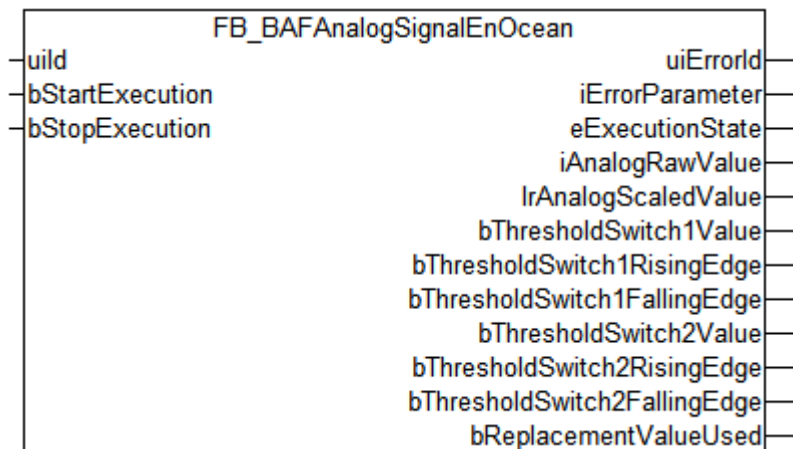 FB_BAFAnalogSignalEnOcean
uiId uiErrorId
bStartExecution iErrorParameter
bStopExecution eExecutionState
iAnalogRawValue
lrAnalogScaledValue
bThresholdSwitch1Value
bThresholdSwitch1RisingEdge
bThresholdSwitch1FallingEdge
bThresholdSwitch2Value
bThresholdSwitch2RisingEdge
bThresholdSwitch2FallingEdge
bReplacementValueUsed